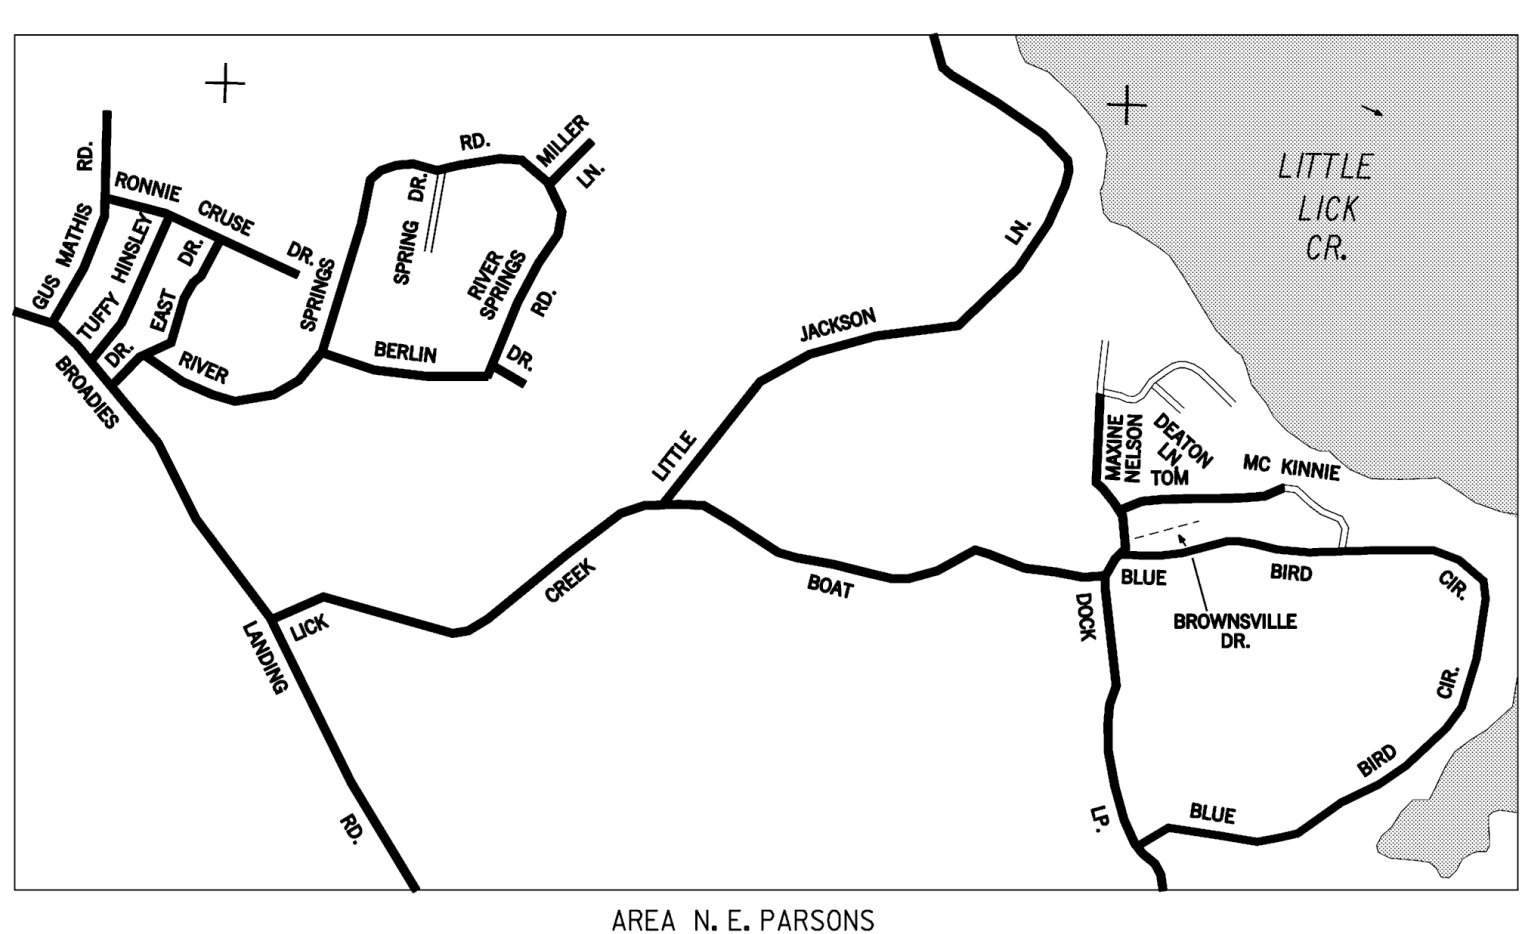 RD.
RONNIE CRUSE DR.
GUS MATHIS
TUFFY HINSLEY
DR.
EAST
DR.
RIVER
SPRINGS
RD.
MILLER
LN.
SPRING DR.
RIVER
SPRINGS
RD.
BERLIN
DR.
BROADIES
LANDING
RD.
LICK
CREEK
BOAT
DOCK
LP.
LITTLE
JACKSON
LN.
LITTLE
LICK
CR.
MAXINE
NELSON
DEATON
LN.
TOM
MC KINNIE
BLUE
BIRD
CIR.
BROWNSVILLE
DR.
CIR.
BIRD
BLUE
AREA N. E. PARSONS